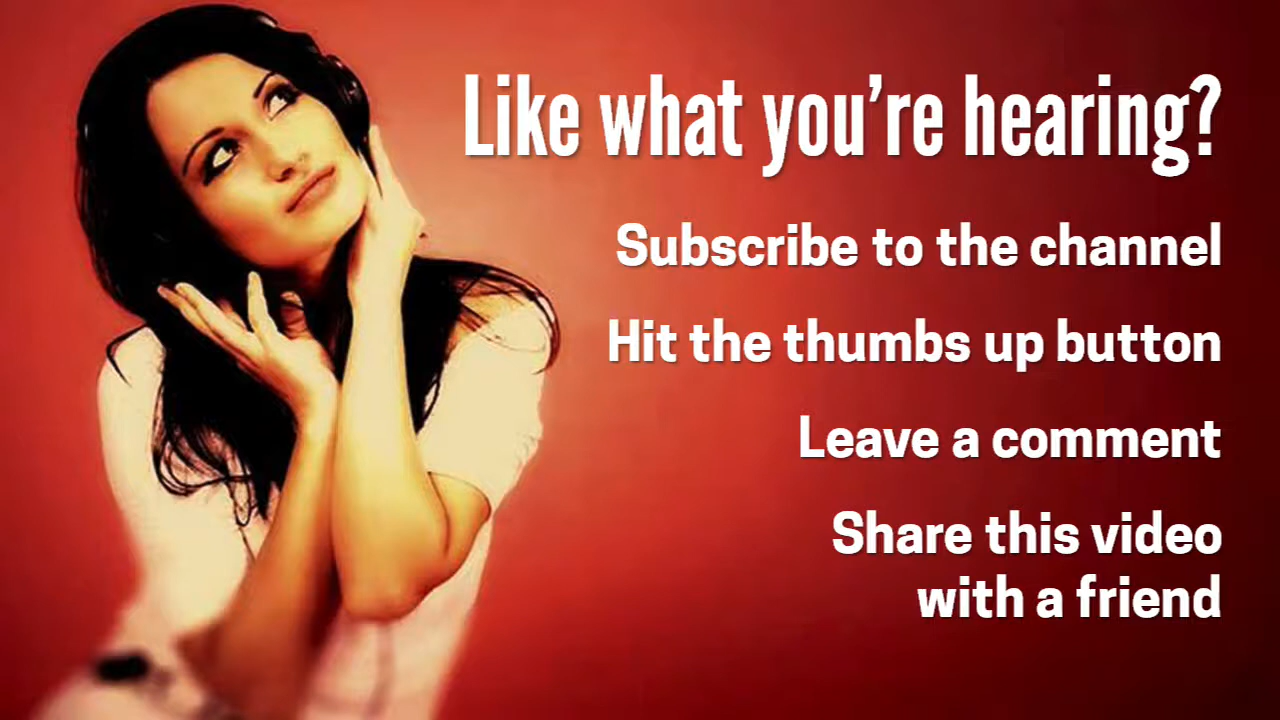 Like what you’re hearing?
Subscribe to the channel
Hit the thumbs up button
Leave a comment
Share this video
with a friend